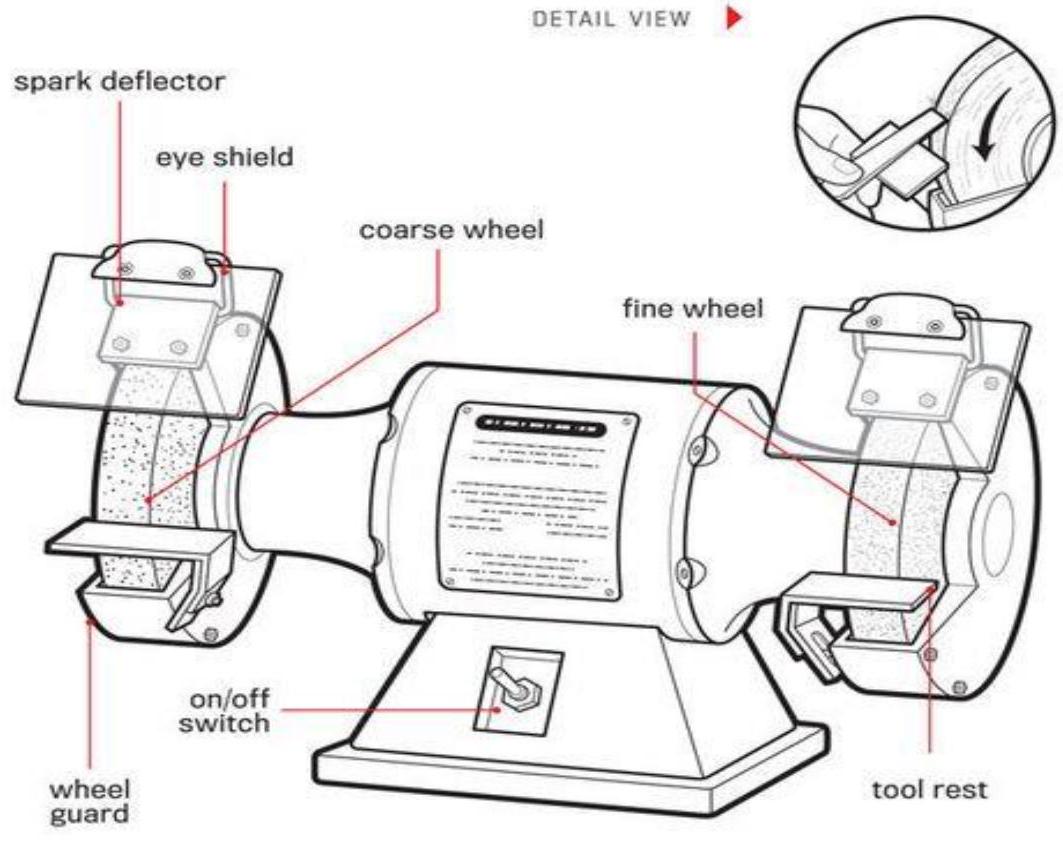 DETAIL VIEW
spark deflector
eye shield
coarse wheel
fine wheel
on/off
switch
wheel
guard
tool rest